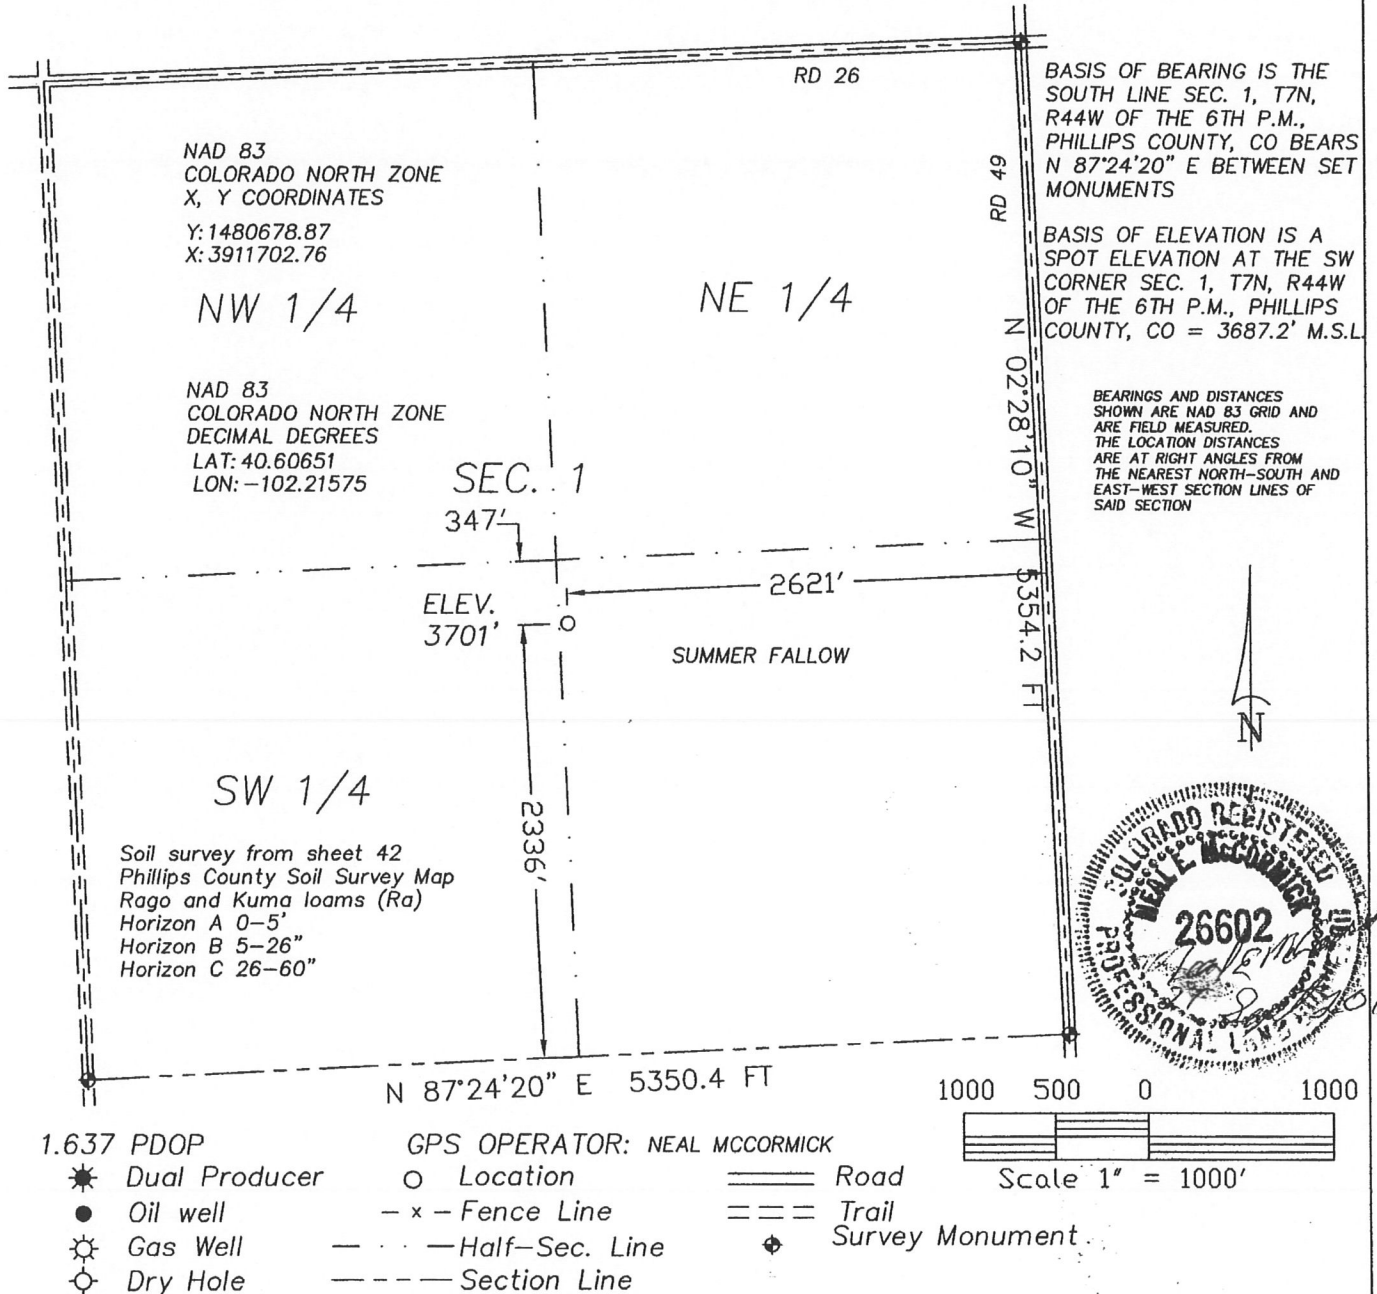 RD 26
BASIS OF BEARING IS THE
SOUTH LINE SEC. 1, T7N,
R44W OF THE 6TH P.M.,
PHILLIPS COUNTY, CO BEARS
N 87°24'20" E BETWEEN SET
MONUMENTS
NAD 83
COLORADO NORTH ZONE
X, Y COORDINATES
Y:1480678.87
X:3911702.76
RD 49
BASIS OF ELEVATION IS A
SPOT ELEVATION AT THE SW
CORNER SEC. 1, T7N, R44W
OF THE 6TH P.M., PHILLIPS
COUNTY, CO = 3687.2' M.S.L.
NW 1/4
NE 1/4
N 02°28'10" W 5354.2 FT
NAD 83
COLORADO NORTH ZONE
DECIMAL DEGREES
LAT: 40.60651
LON: -102.21575
BEARINGS AND DISTANCES
SHOWN ARE NAD 83 GRID AND
ARE FIELD MEASURED.
THE LOCATION DISTANCES
ARE AT RIGHT ANGLES FROM
THE NEAREST NORTH-SOUTH AND
EAST-WEST SECTION LINES OF
SAID SECTION
SEC. 1
347'
2621'
ELEV.
3701'
SUMMER FALLOW
N
SW 1/4
2336'
Soil survey from sheet 42
Phillips County Soil Survey Map
Rago and Kuma loams (Ra)
Horizon A 0-5'
Horizon B 5-26"
Horizon C 26-60"
COLORADO REGISTERED
NEAL E. McCORMICK
26602
PROFESSIONAL LAND
N 87°24'20" E 5350.4 FT
1000 500 0 1000
Scale 1" = 1000'
1.637 PDOP
GPS OPERATOR: NEAL MCCORMICK
Dual Producer
Location
Road
Oil well
- x - Fence Line
Trail
Gas Well
Half-Sec. Line
Survey Monument
Dry Hole
Section Line